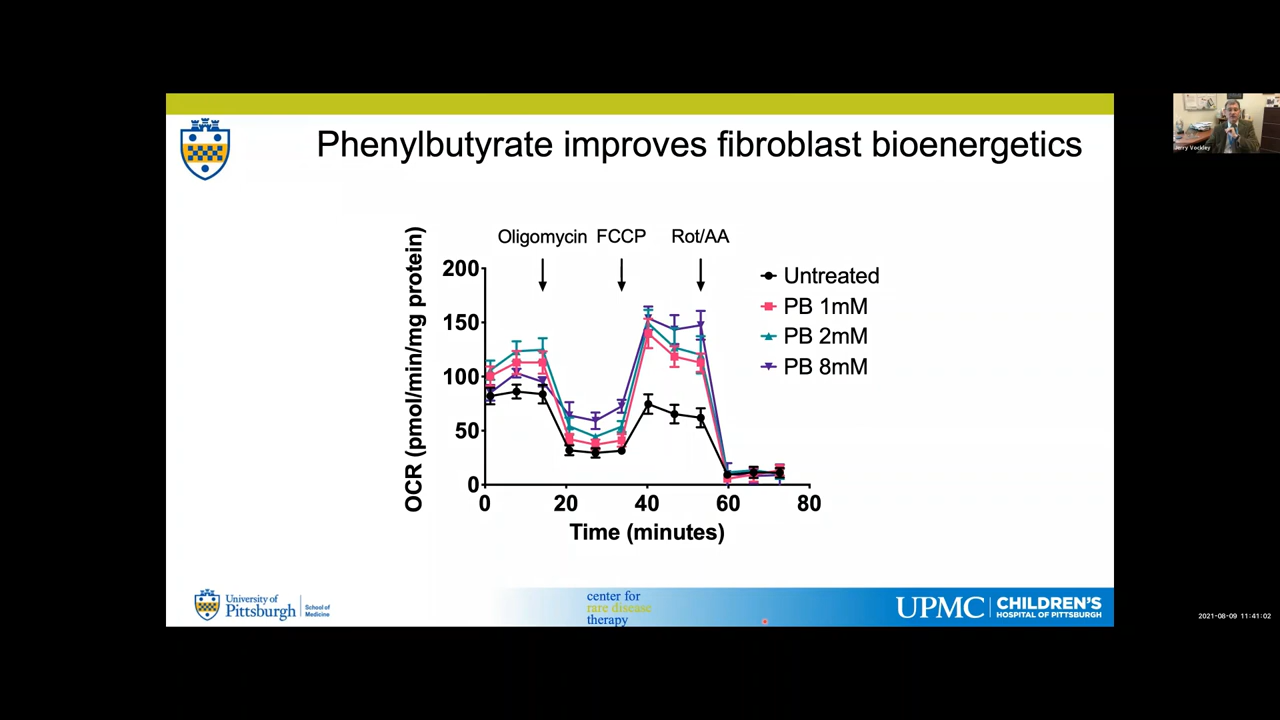 Phenylbutyrate improves fibroblast bioenergetics
Jerry Vockley
Oligomycin FCCP Rot/AA
OCR (pmol/min/mg protein)
200
150
100
50
0
0 20 40 60 80
Time (minutes)
Untreated
PB 1mM
PB 2mM
PB 8mM
University of
Pittsburgh
School of
Medicine
center for
rare disease
therapy
UPMC
CHILDREN'S
HOSPITAL OF PITTSBURGH
2021-08-09 11:41:02